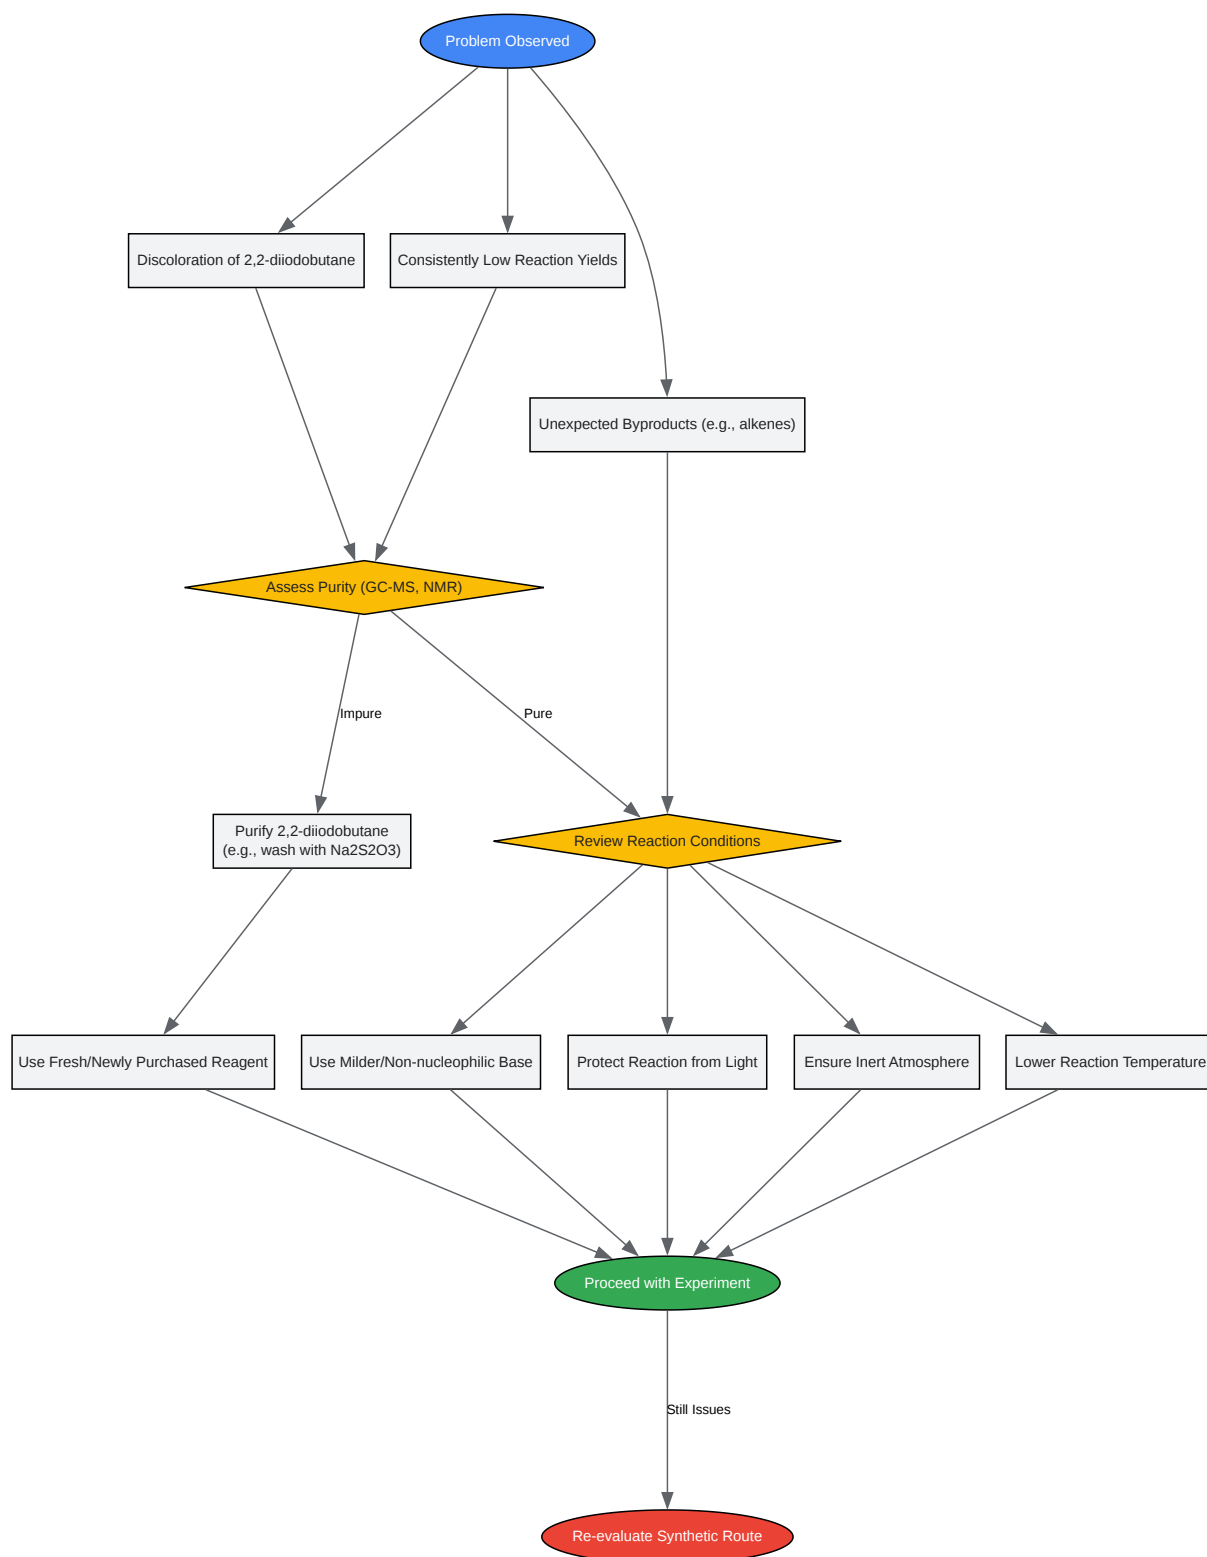 Problem Observed
Discoloration of 2,2-diiodobutane
Consistently Low Reaction Yields
Unexpected Byproducts (e.g., alkenes)
Assess Purity (GC-MS, NMR)
Impure
Pure
Purify 2,2-diiodobutane
(e.g., wash with Na2S2O3)
Review Reaction Conditions
Use Fresh/Newly Purchased Reagent
Use Milder/Non-nucleophilic Base
Protect Reaction from Light
Ensure Inert Atmosphere
Lower Reaction Temperature
Proceed with Experiment
Still Issues
Re-evaluate Synthetic Route